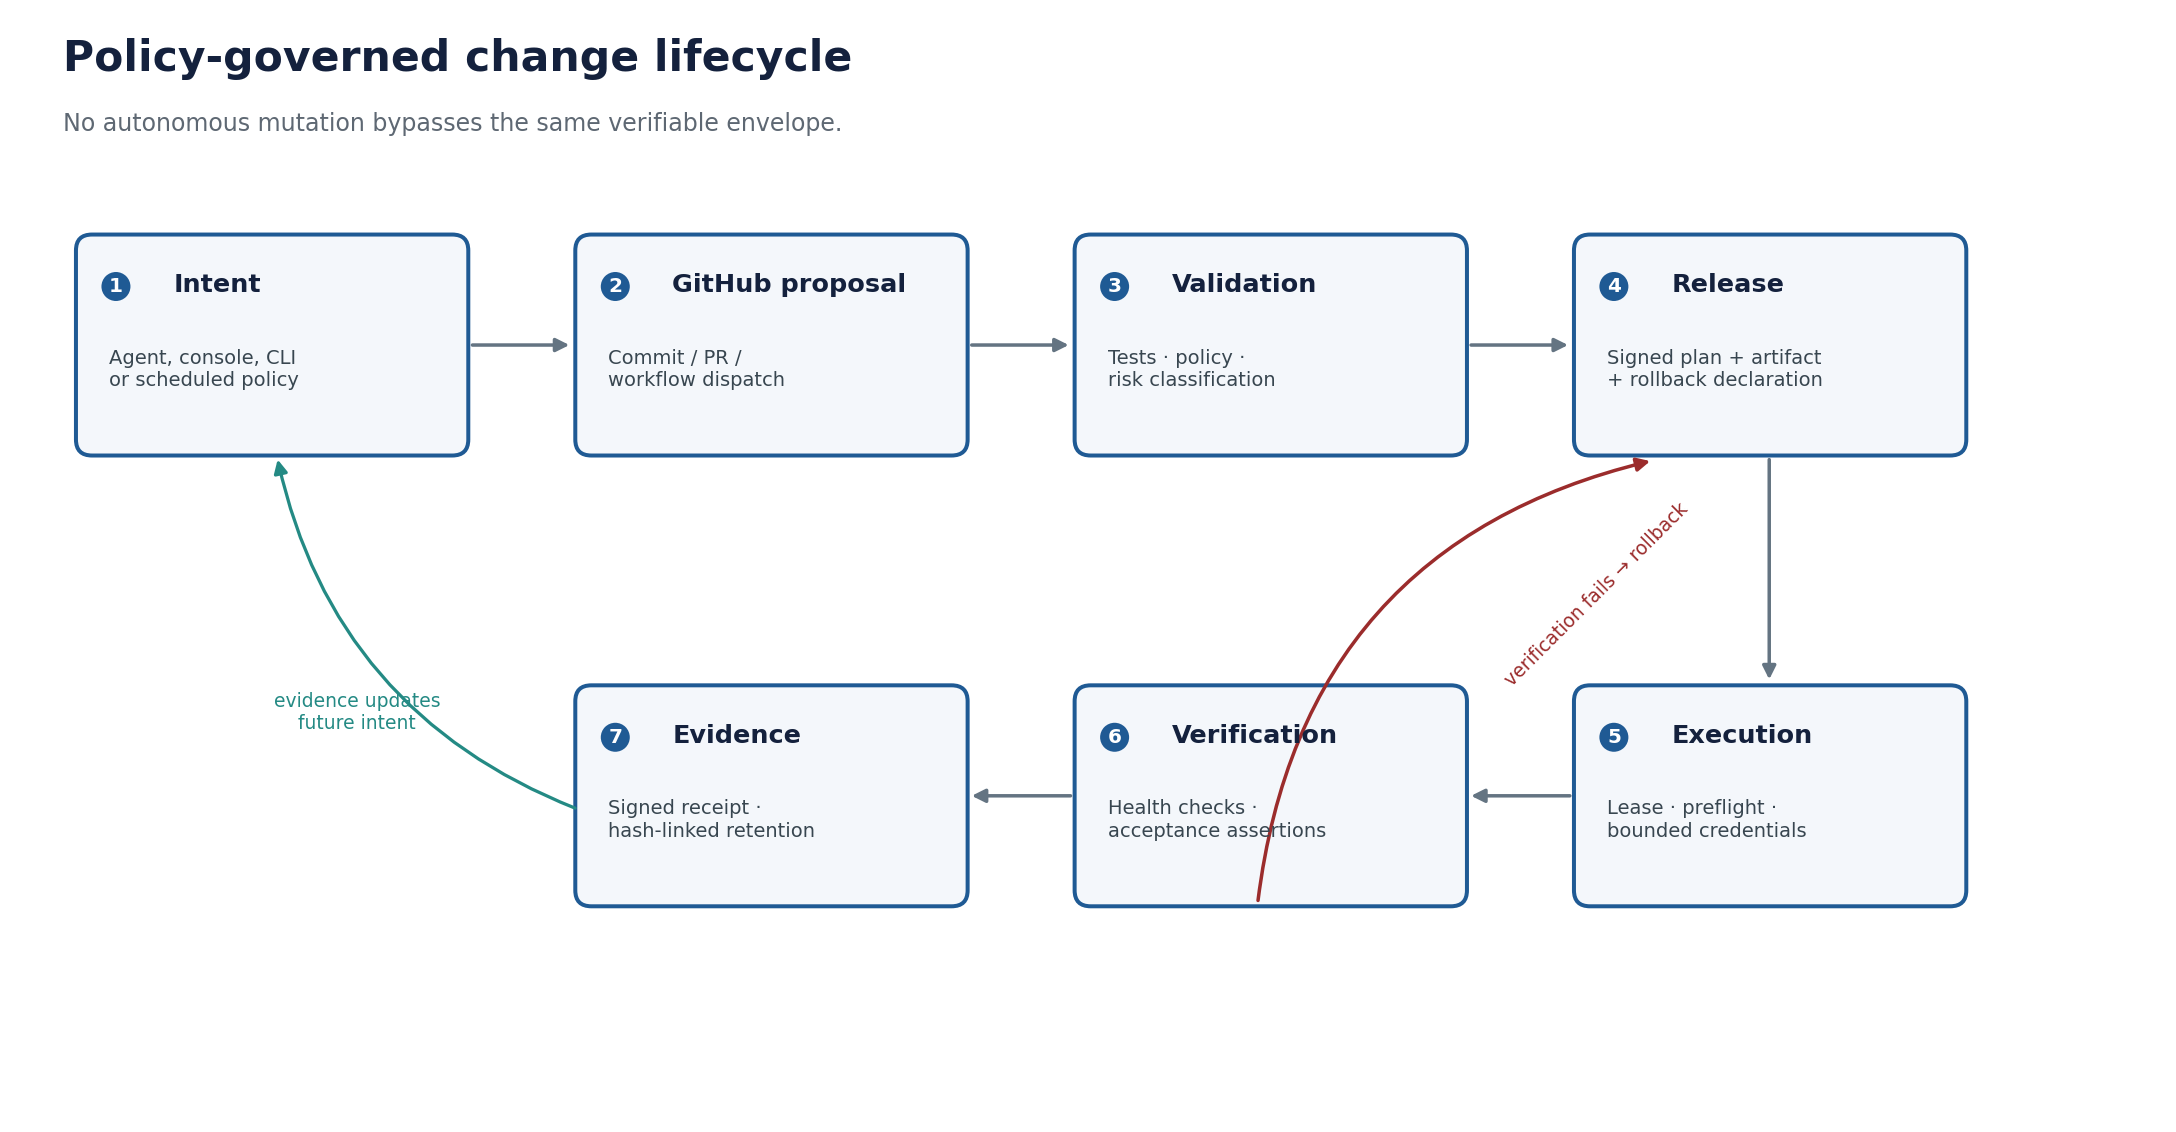 Policy-governed change lifecycle
No autonomous mutation bypasses the same verifiable envelope.
1 Intent
Agent, console, CLI
or scheduled policy
2 GitHub proposal
Commit / PR /
workflow dispatch
3 Validation
Tests · policy ·
risk classification
4 Release
Signed plan + artifact
+ rollback declaration
verification fails → rollback
evidence updates
future intent
7 Evidence
Signed receipt ·
hash-linked retention
6 Verification
Health checks ·
acceptance assertions
5 Execution
Lease · preflight ·
bounded credentials